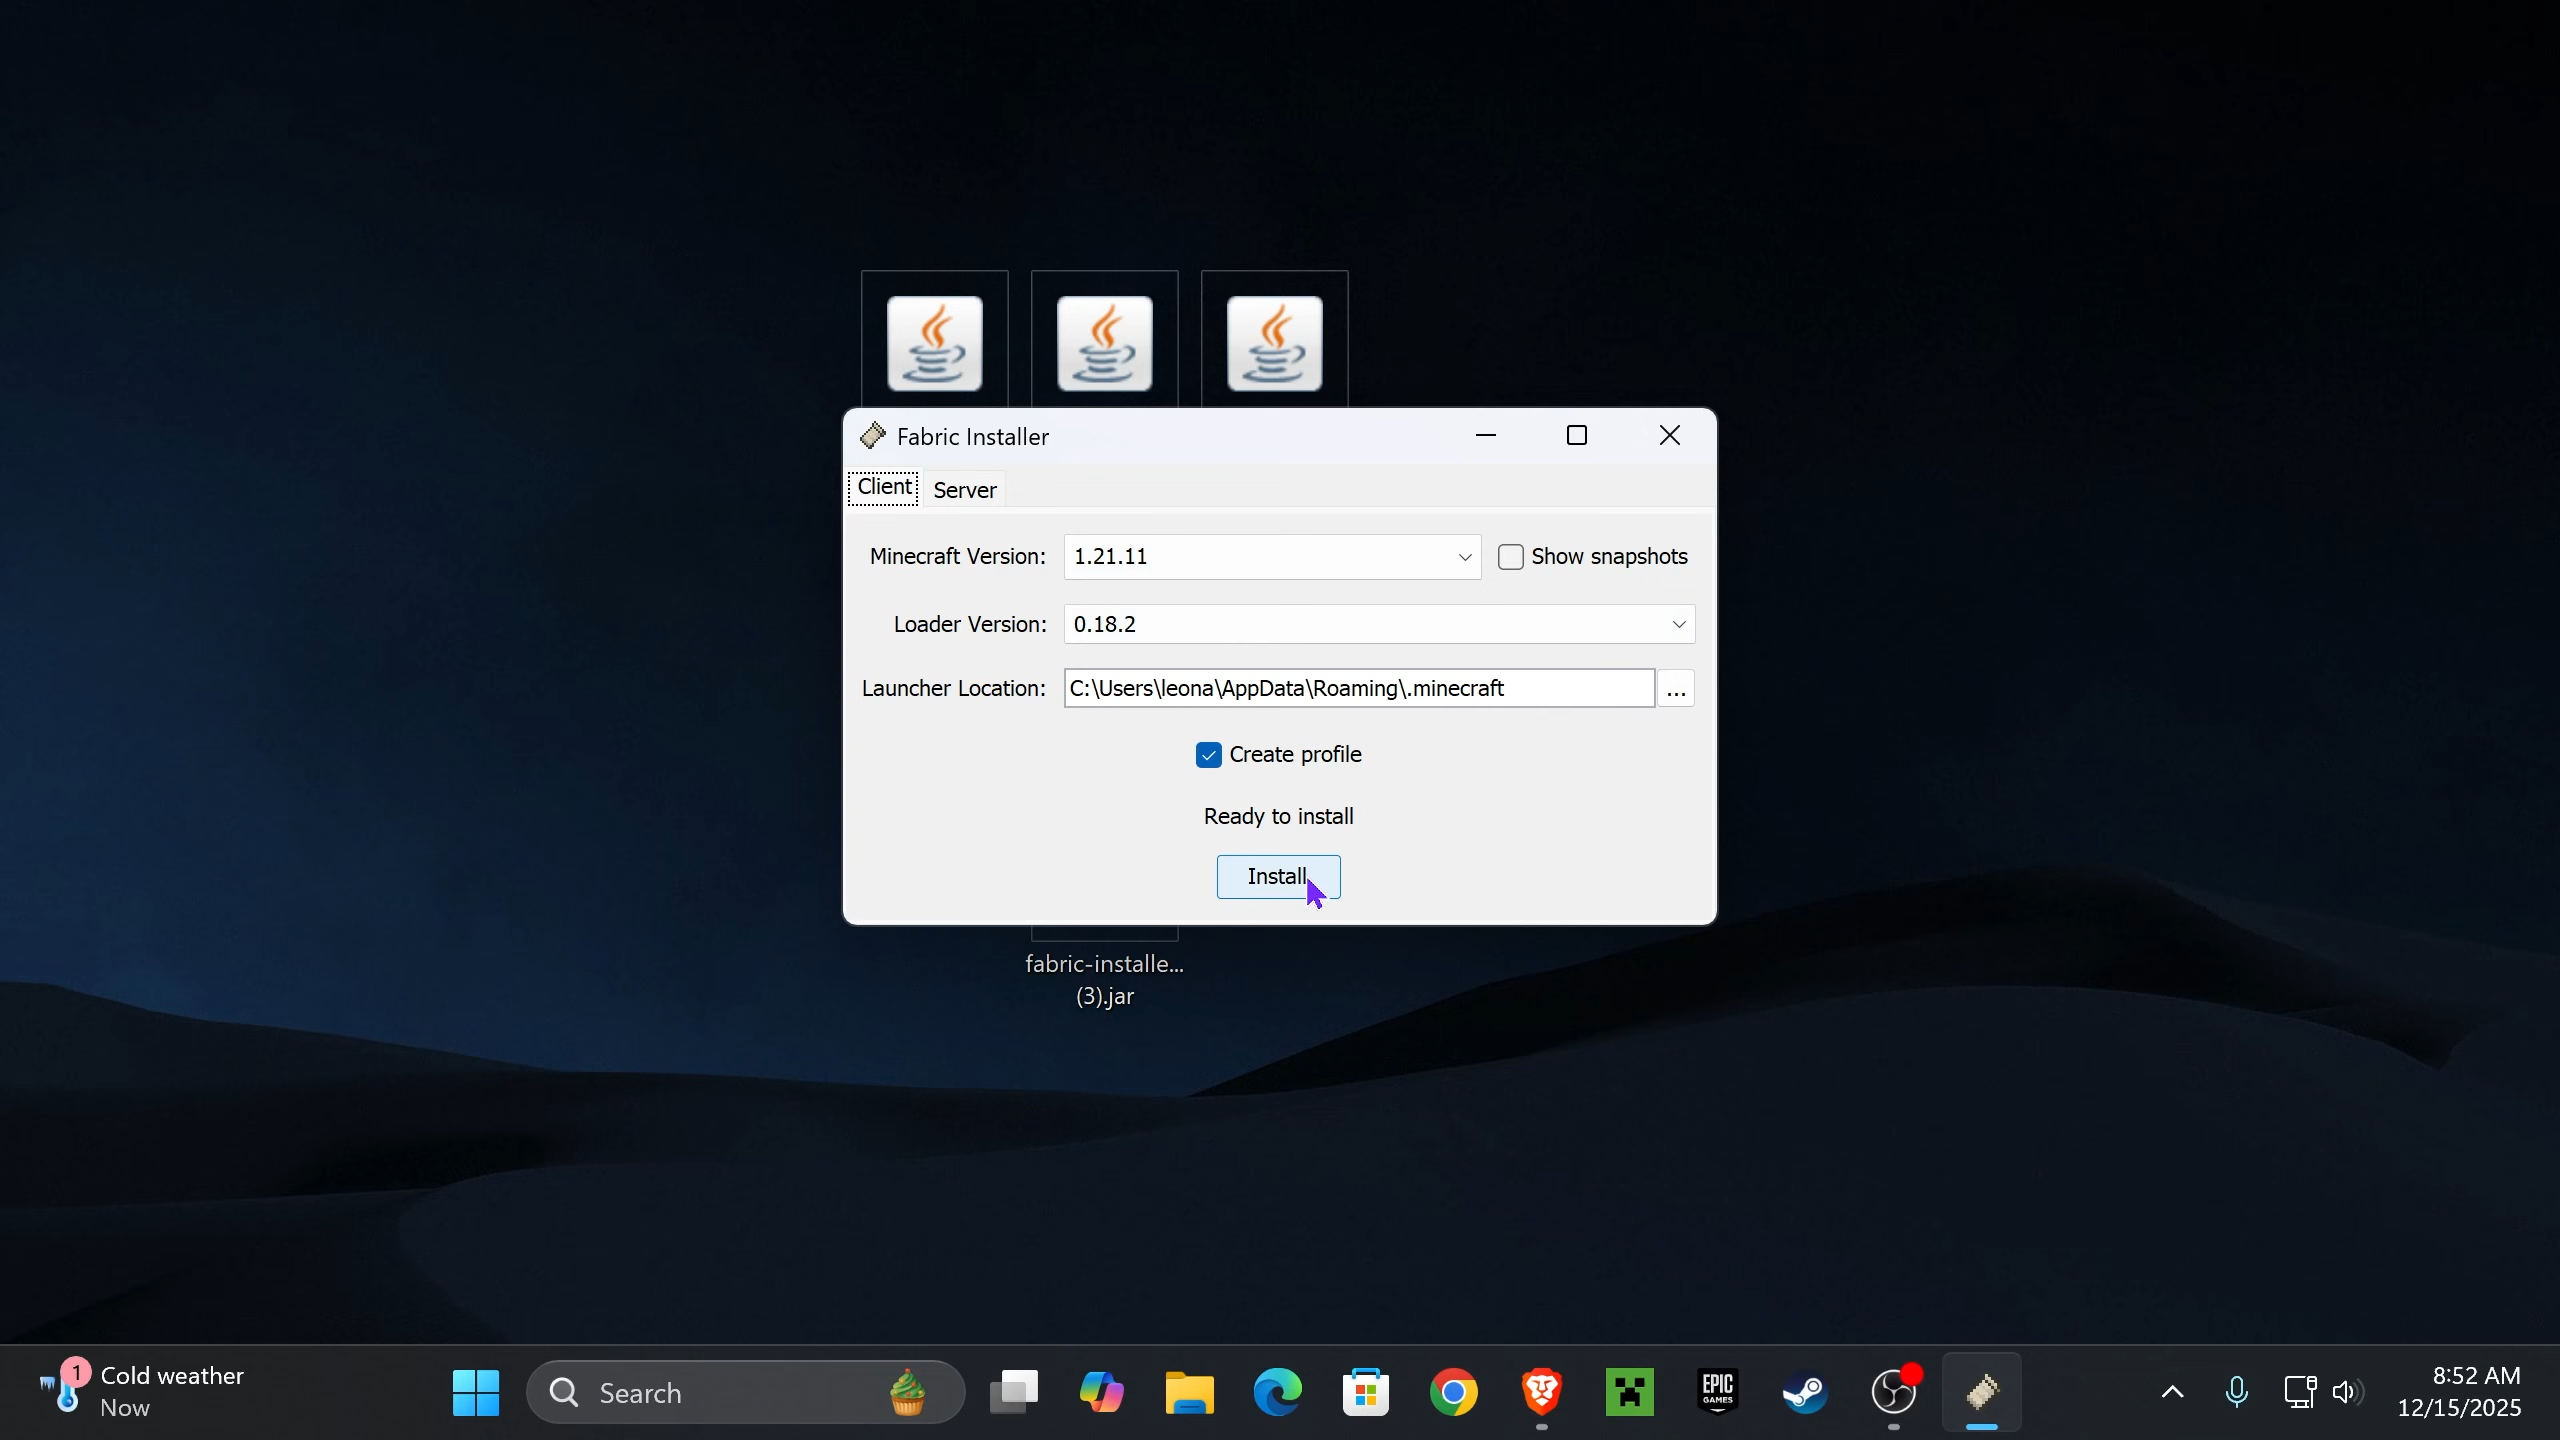 Fabric Installer
Client
Server
Minecraft Version:
1.21.11
Show snapshots
Loader Version:
0.18.2
Launcher Location:
C:\Users\leona\AppData\Roaming\.minecraft
...
Create profile
Ready to install
Install
fabric-installe...
(3).jar
1
Cold weather
Now
Search
EPIC
GAMES
8:52 AM
12/15/2025